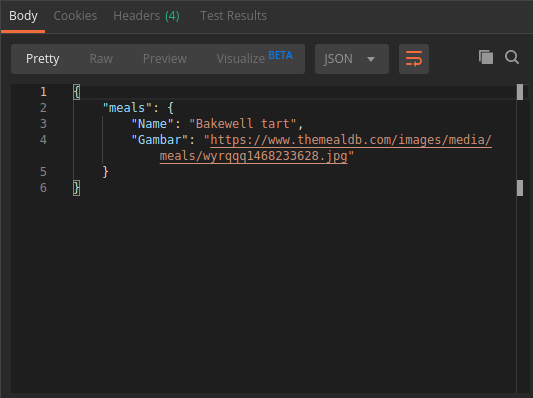 Body Cookies Headers (4) Test Results
Pretty Raw Preview Visualize BETA JSON
1 {
2 "meals": {
3 "Name": "Bakewell tart",
4 "Gambar": "https://www.themealdb.com/images/media/
meals/wyrqqq1468233628.jpg"
5 }
6 }